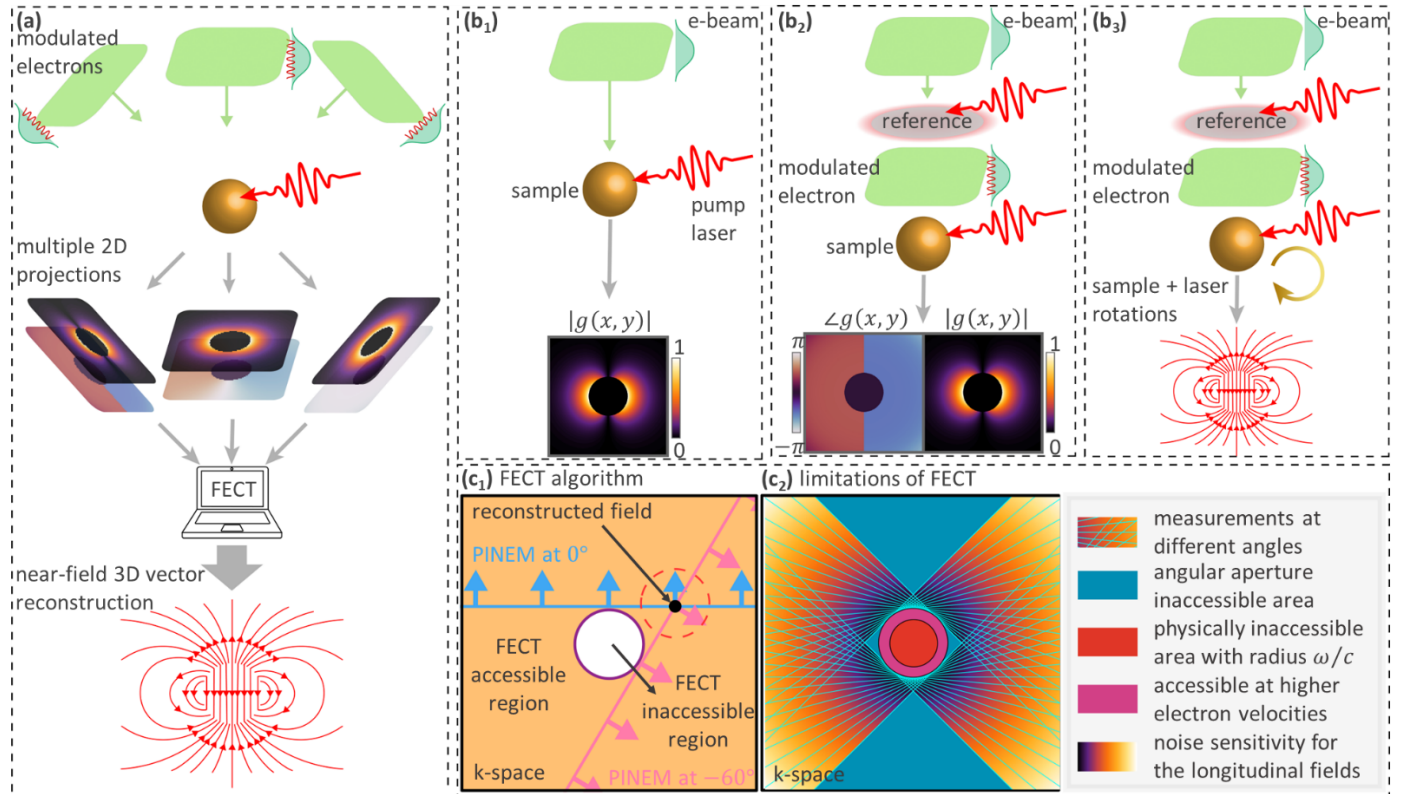 (a)
modulated
electrons
multiple 2D
projections
FECT
near-field 3D vector
reconstruction
(b₁)
e-beam
sample
pump
laser
|g(x, y)|
1
0
(b₂)
e-beam
reference
modulated
electron
sample
∠g(x, y)
|g(x, y)|
π
−π
1
0
(b₃)
e-beam
reference
modulated
electron
sample + laser
rotations
(c₁) FECT algorithm
reconstructed field
PINEM at 0°
FECT
accessible
region
FECT
inaccessible
region
k-space
PINEM at −60°
(c₂) limitations of FECT
k-space
measurements at
different angles
angular aperture
inaccessible area
physically inaccessible
area with radius ω/c
accessible at higher
electron velocities
noise sensitivity for
the longitudinal fields